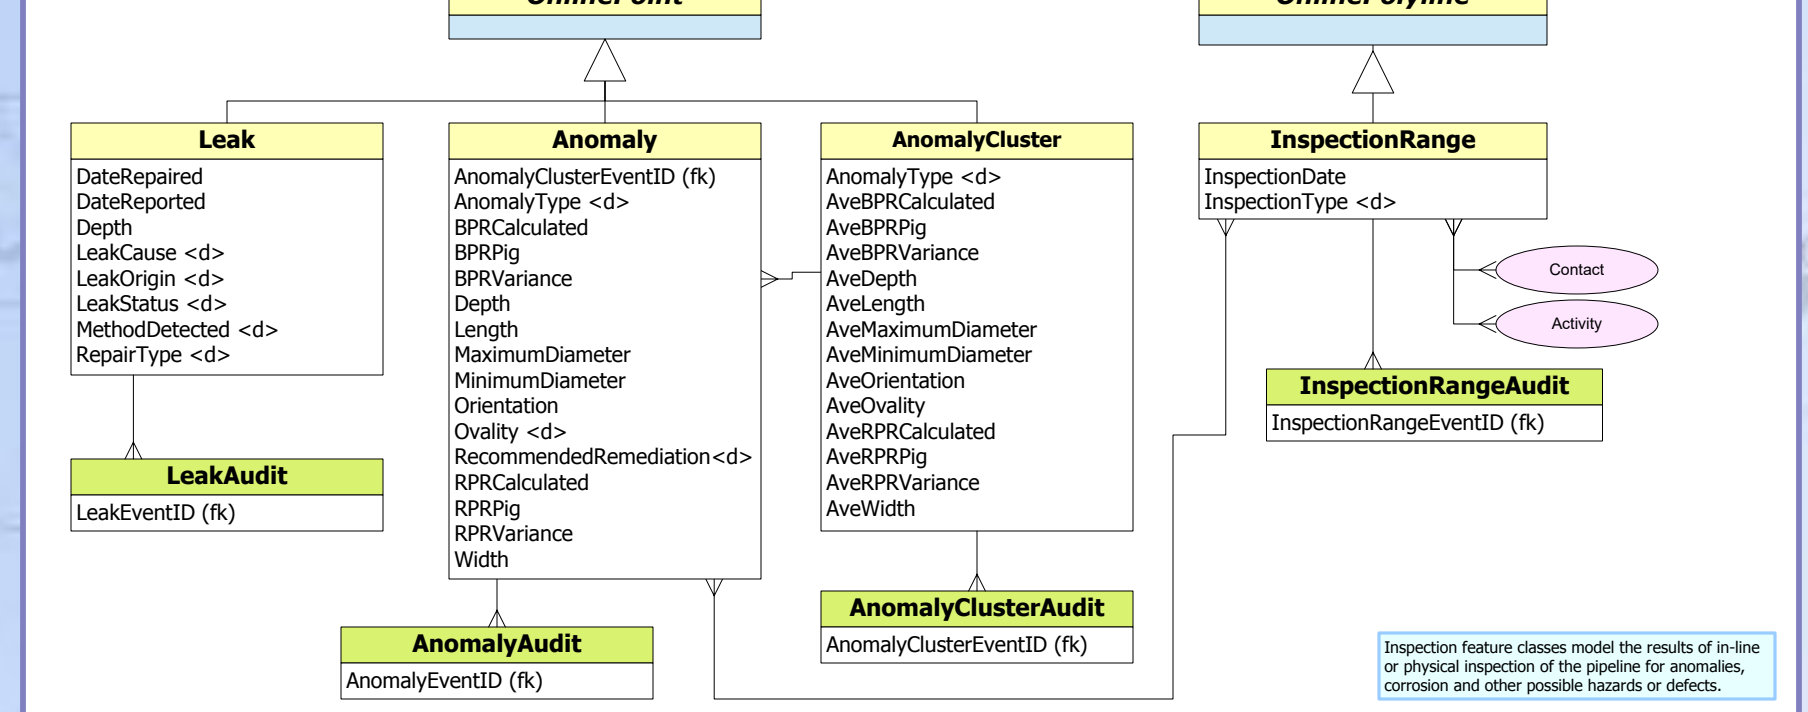 OnlinePoint
OnlinePolyline
Leak
DateRepaired
DateReported
Depth
LeakCause <d>
LeakOrigin <d>
LeakStatus <d>
MethodDetected <d>
RepairType <d>
LeakAudit
LeakEventID (fk)
Anomaly
AnomalyClusterEventID (fk)
AnomalyType <d>
BPRCalculated
BPRPig
BPRVariance
Depth
Length
MaximumDiameter
MinimumDiameter
Orientation
Ovality <d>
RecommendedRemediation<d>
RPRCalculated
RPRPig
RPRVariance
Width
AnomalyAudit
AnomalyEventID (fk)
AnomalyCluster
AnomalyType <d>
AveBPRCalculated
AveBPRPig
AveBPRVariance
AveDepth
AveLength
AveMaximumDiameter
AveMinimumDiameter
AveOrientation
AveOvality
AveRPRCalculated
AveRPRPig
AveRPRVariance
AveWidth
AnomalyClusterAudit
AnomalyClusterEventID (fk)
InspectionRange
InspectionDate
InspectionType <d>
Contact
Activity
InspectionRangeAudit
InspectionRangeEventID (fk)
Inspection feature classes model the results of in-line
or physical inspection of the pipeline for anomalies,
corrosion and other possible hazards or defects.